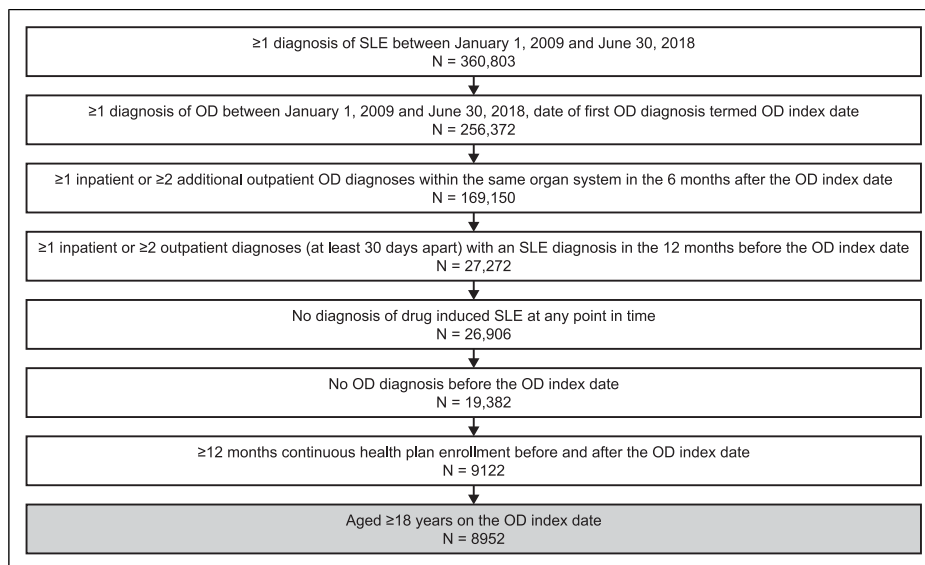 ≥1 diagnosis of SLE between January 1, 2009 and June 30, 2018
N = 360,803
≥1 diagnosis of OD between January 1, 2009 and June 30, 2018, date of first OD diagnosis termed OD index date
N = 256,372
≥1 inpatient or ≥2 additional outpatient OD diagnoses within the same organ system in the 6 months after the OD index date
N = 169,150
≥1 inpatient or ≥2 outpatient diagnoses (at least 30 days apart) with an SLE diagnosis in the 12 months before the OD index date
N = 27,272
No diagnosis of drug induced SLE at any point in time
N = 26,906
No OD diagnosis before the OD index date
N = 19,382
≥12 months continuous health plan enrollment before and after the OD index date
N = 9122
Aged ≥18 years on the OD index date
N = 8952